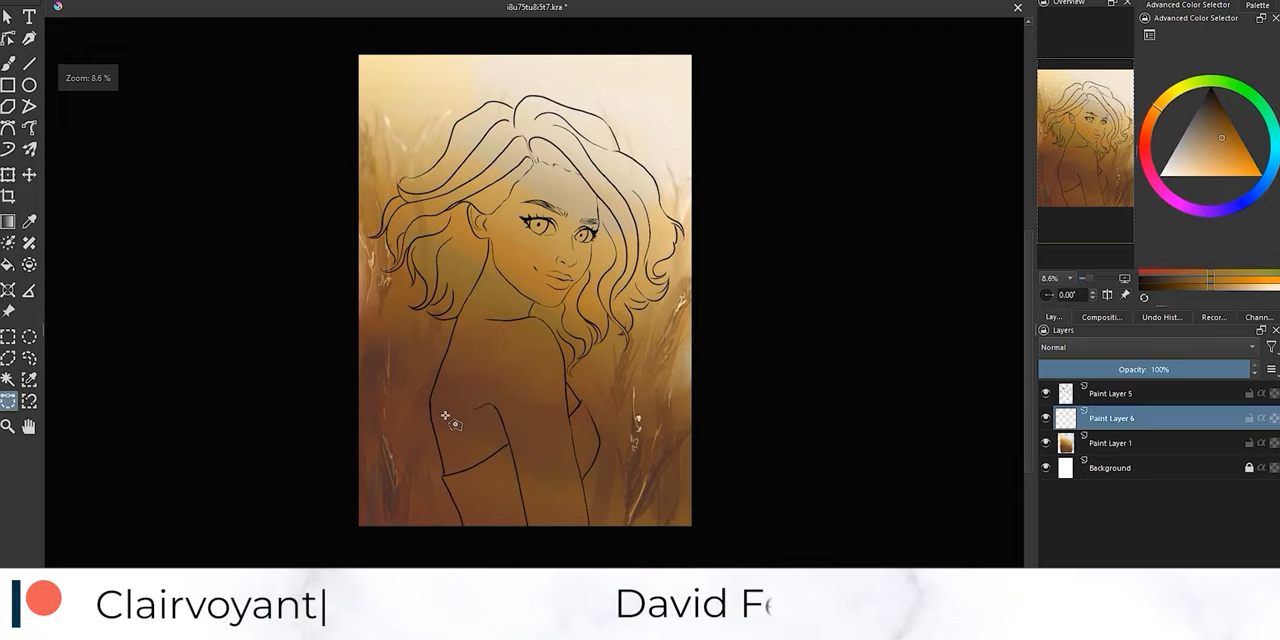 i8u75tu8i5t7.kra *
Overview
Advanced Color Selector
Palette
Advanced Color Selector
Zoom: 8.6 %
8.6%
0.00°
Lay...
Compositi...
Undo Hist...
Recor...
Chann...
Layers
Normal
Opacity: 100%
Paint Layer 5
Paint Layer 6
Paint Layer 1
Background
Clairvoyant|
David Fe